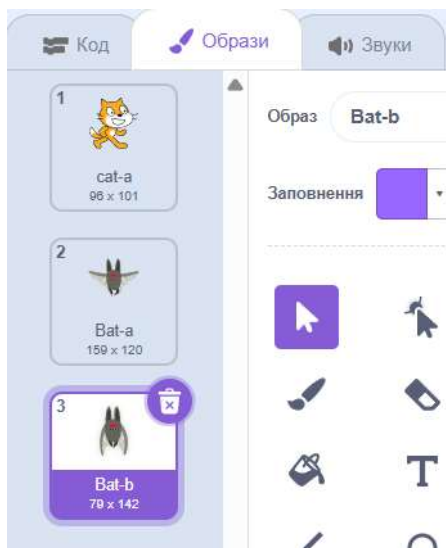 Код
Образи
Звуки
1
cat-a
96 x 101
2
Bat-a
159 x 120
3
Bat-b
79 x 142
Образ
Bat-b
Заповнення
T